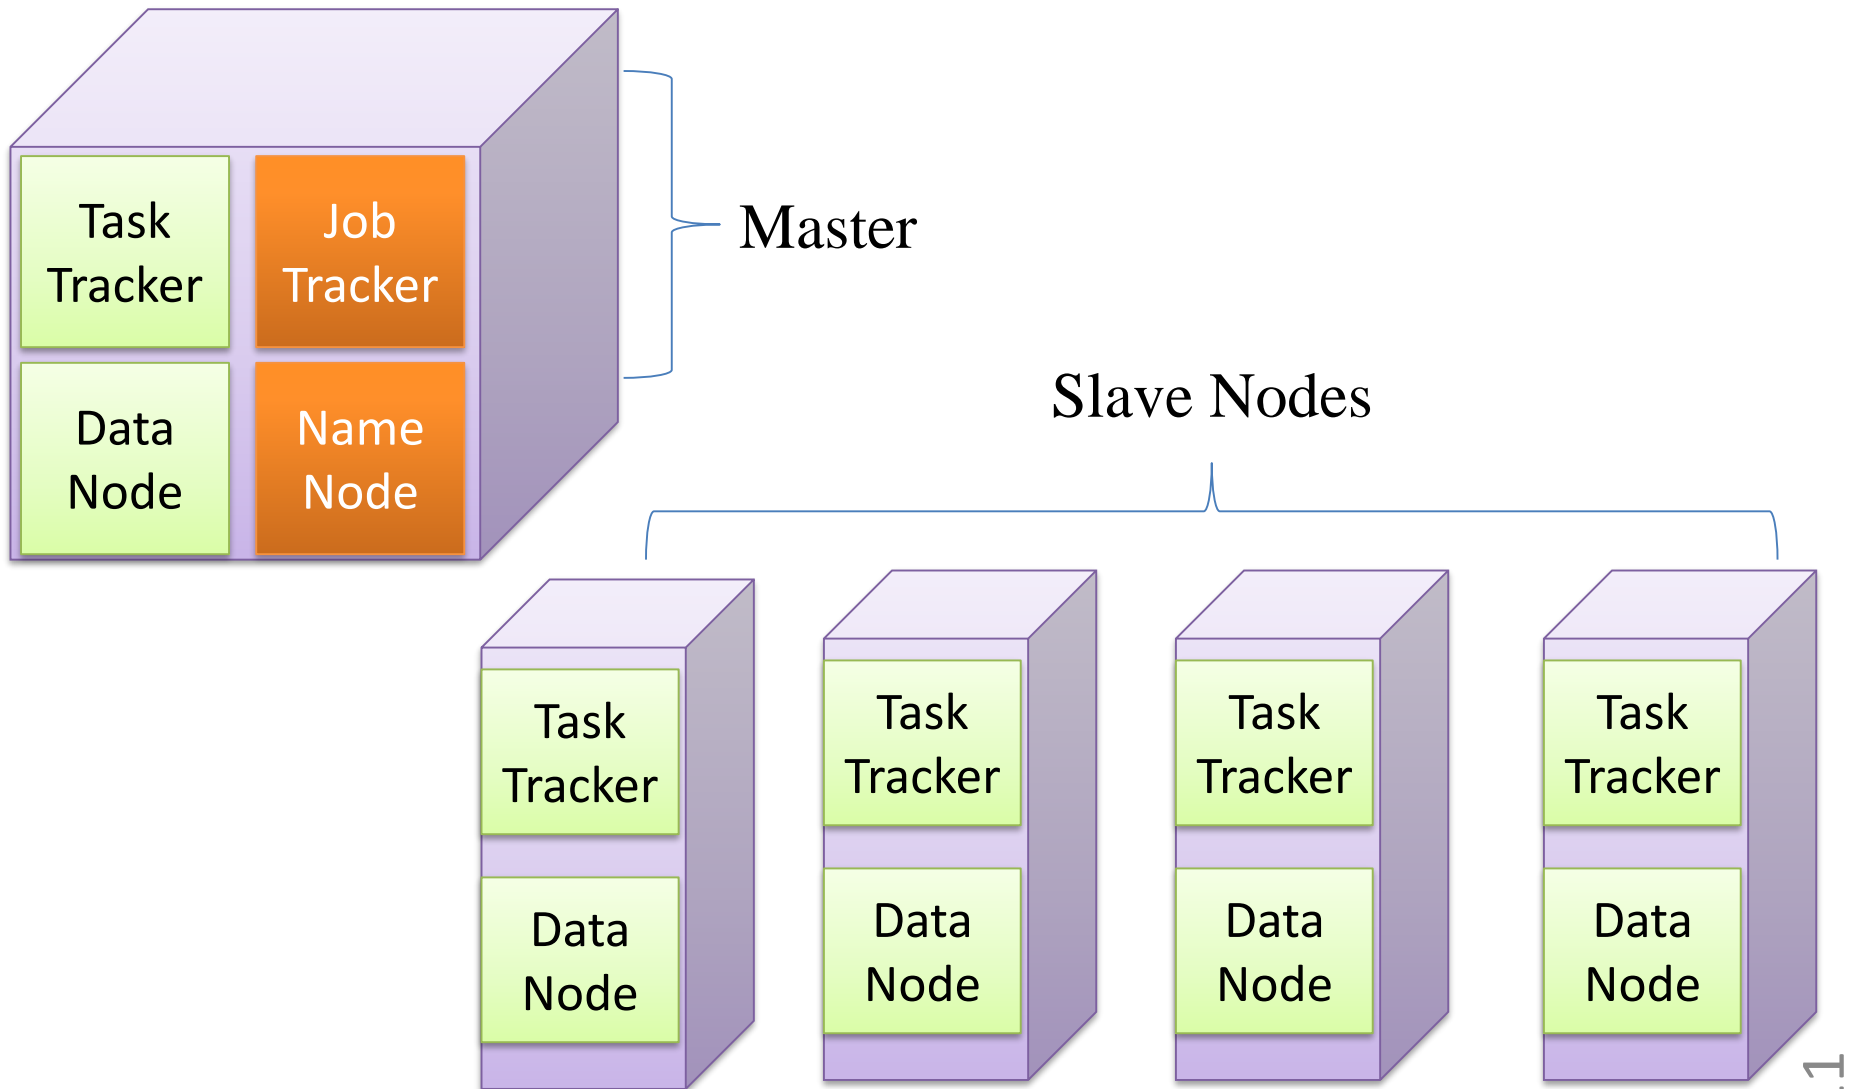 Task
Tracker
Job
Tracker
Data
Node
Name
Node
Master
Slave Nodes
Task
Tracker
Data
Node
Task
Tracker
Data
Node
Task
Tracker
Data
Node
Task
Tracker
Data
Node